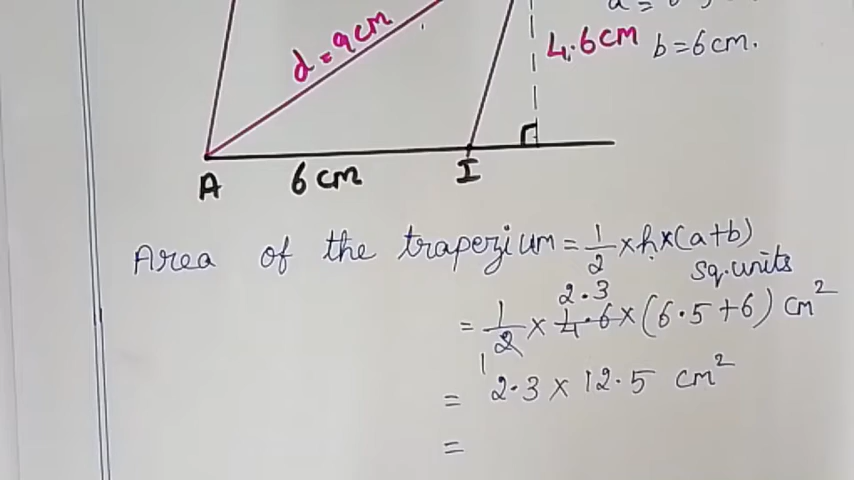 d=9cm
4.6cm
b=6cm.
A
6 cm
I
Area of the trapezium = 1/2 × h × (a+b)
Sq. units
2.3
= 1/2 × 4.6 × (6.5+6) cm²
1
= 2.3 × 12.5 cm²
=